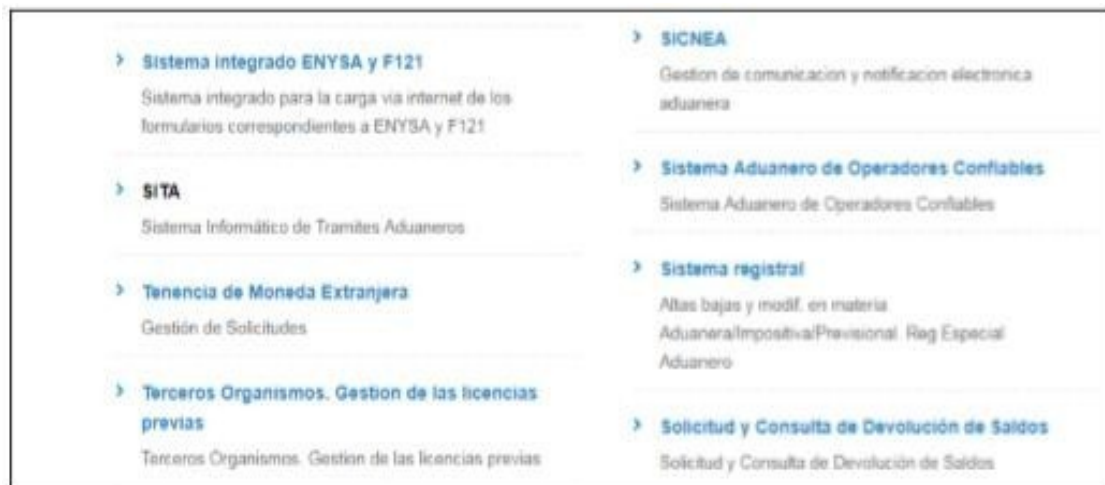 Sistema integrado ENYSA y F121
Sistema integrado para la carga via internet de los
formularios correspondientes a ENYSA y F121
SITA
Sistema Informático de Tramites Aduaneros
Tenencia de Moneda Extranjera
Gestión de Solicitudes
Terceros Organismos. Gestion de las licencias
previas
Terceros Organismos. Gestion de las licencias previas
SICNEA
Gestion de comunicacion y notificacion electronica
aduanera
Sistema Aduanero de Operadores Confiables
Sistema Aduanero de Operadores Confiables
Sistema registral
Altas bajas y modif. en materia
Aduanera/Impositiva/Previsional. Reg Especial
Aduanero
Solicitud y Consulta de Devolución de Saldos
Solicitud y Consulta de Devolución de Saldos